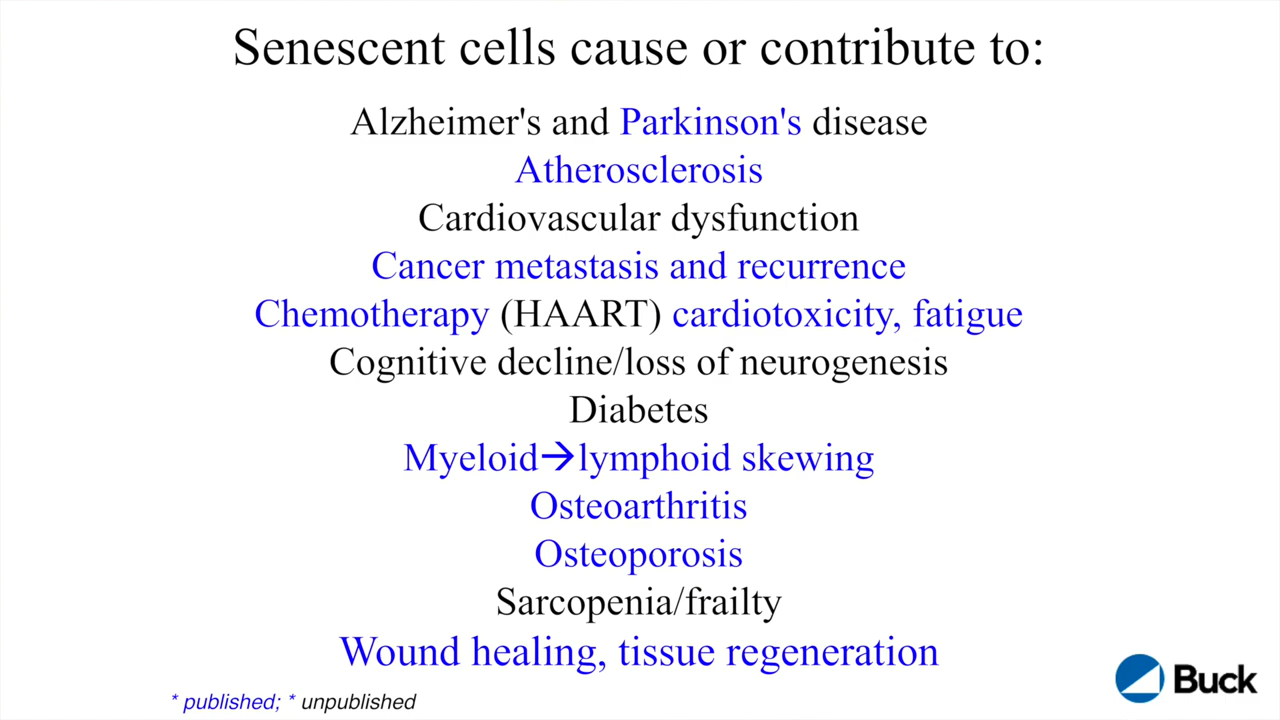 Senescent cells cause or contribute to:
Alzheimer's and Parkinson's disease
Atherosclerosis
Cardiovascular dysfunction
Cancer metastasis and recurrence
Chemotherapy (HAART) cardiotoxicity, fatigue
Cognitive decline/loss of neurogenesis
Diabetes
Myeloid→lymphoid skewing
Osteoarthritis
Osteoporosis
Sarcopenia/frailty
Wound healing, tissue regeneration
* published; * unpublished
Buck